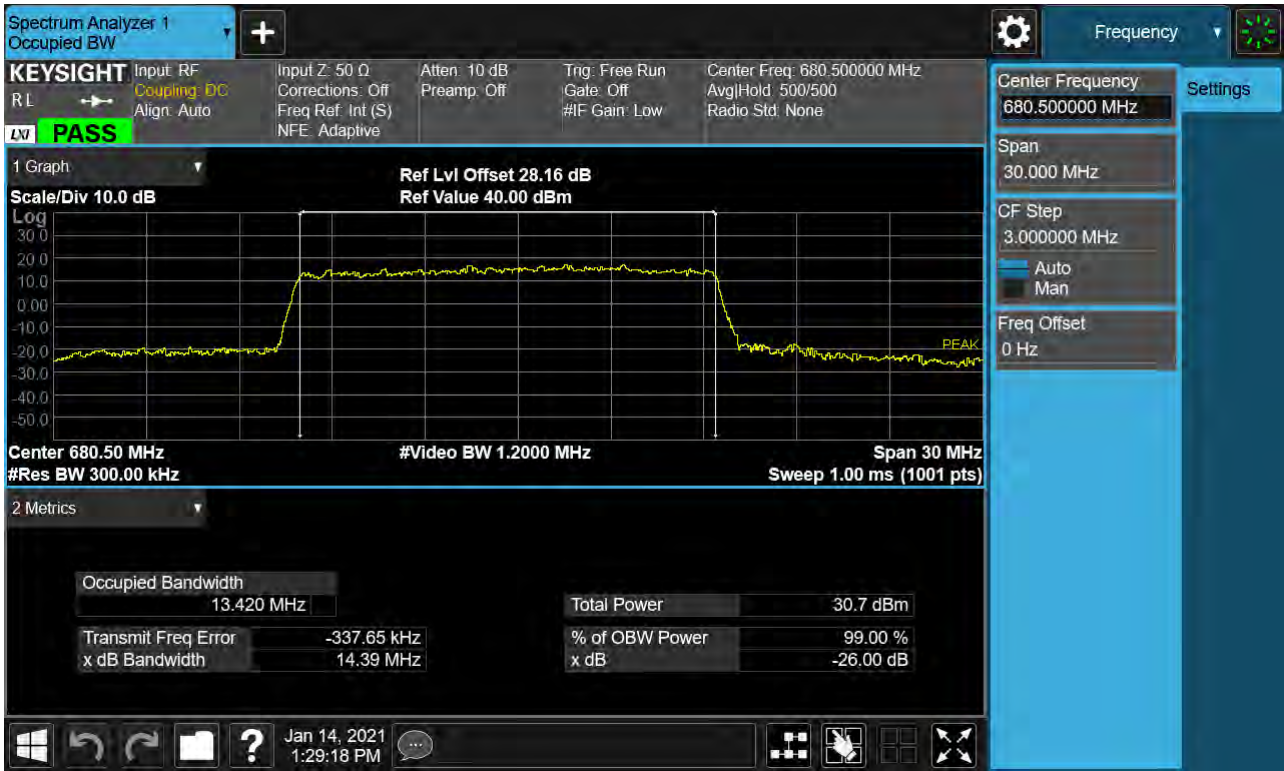 Spectrum Analyzer 1
Occupied BW
+
Frequency
KEYSIGHT
RL
LXI PASS
Input: RF
Coupling: DC
Align: Auto
Input Z: 50 Ω
Corrections: Off
Freq Ref: Int (S)
NFE: Adaptive
Atten: 10 dB
Preamp: Off
Trig: Free Run
Gate: Off
#IF Gain: Low
Center Freq: 680.500000 MHz
Avg|Hold: 500/500
Radio Std: None
Center Frequency
680.500000 MHz
Settings
Span
30.000 MHz
CF Step
3.000000 MHz
Auto
Man
Freq Offset
0 Hz
1 Graph
Scale/Div 10.0 dB
Ref Lvl Offset 28.16 dB
Ref Value 40.00 dBm
Log
30.0
20.0
10.0
0.00
-10.0
-20.0
-30.0
-40.0
-50.0
PEAK
Center 680.50 MHz
#Video BW 1.2000 MHz
Span 30 MHz
#Res BW 300.00 kHz
Sweep 1.00 ms (1001 pts)
2 Metrics
Occupied Bandwidth
13.420 MHz
Total Power 30.7 dBm
Transmit Freq Error -337.65 kHz
% of OBW Power 99.00 %
x dB Bandwidth 14.39 MHz
x dB -26.00 dB
?
Jan 14, 2021
1:29:18 PM